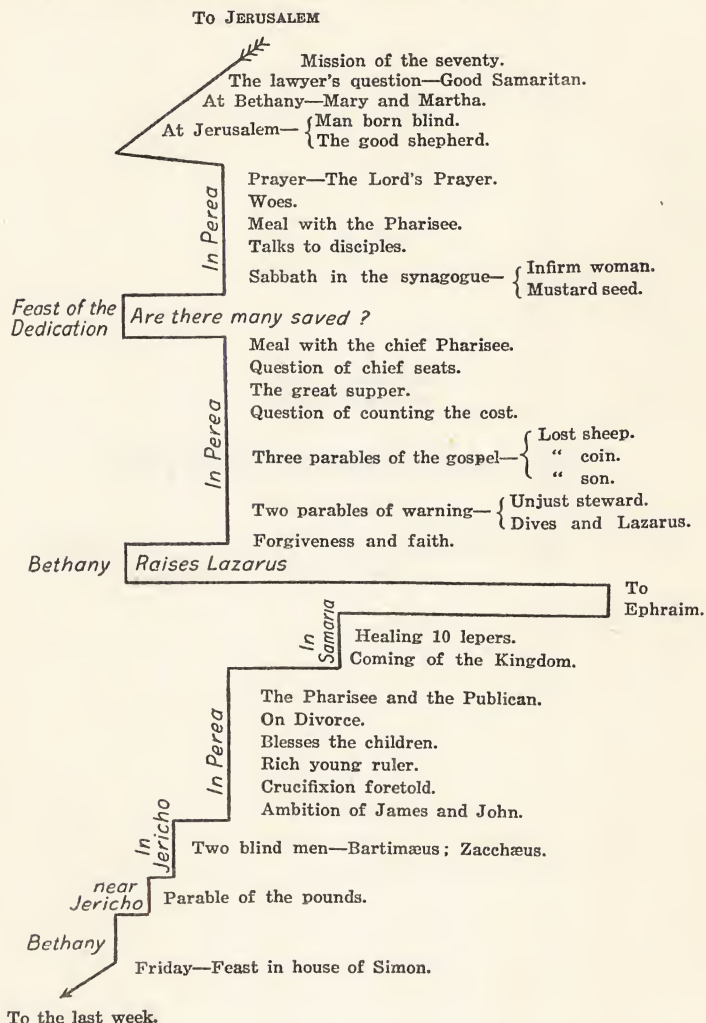 To JERUSALEM
Mission of the seventy.
The lawyer's question—Good Samaritan.
At Bethany—Mary and Martha.
At Jerusalem— { Man born blind.
The good shepherd.
In Perea
Prayer—The Lord's Prayer.
Woes.
Meal with the Pharisee.
Talks to disciples.
Sabbath in the synagogue— { Infirm woman.
Mustard seed.
Feast of the
Dedication
Are there many saved ?
In Perea
Meal with the chief Pharisee.
Question of chief seats.
The great supper.
Question of counting the cost.
Three parables of the gospel— { Lost sheep.
“ coin.
“ son.
Two parables of warning— { Unjust steward.
Dives and Lazarus.
Forgiveness and faith.
Bethany
Raises Lazarus
To
Ephraim.
In
Samaria
Healing 10 lepers.
Coming of the Kingdom.
In Perea
The Pharisee and the Publican.
On Divorce.
Blesses the children.
Rich young ruler.
Crucifixion foretold.
Ambition of James and John.
In
Jericho
Two blind men—Bartimæus; Zacchæus.
near
Jericho
Parable of the pounds.
Bethany
Friday—Feast in house of Simon.
To the last week.